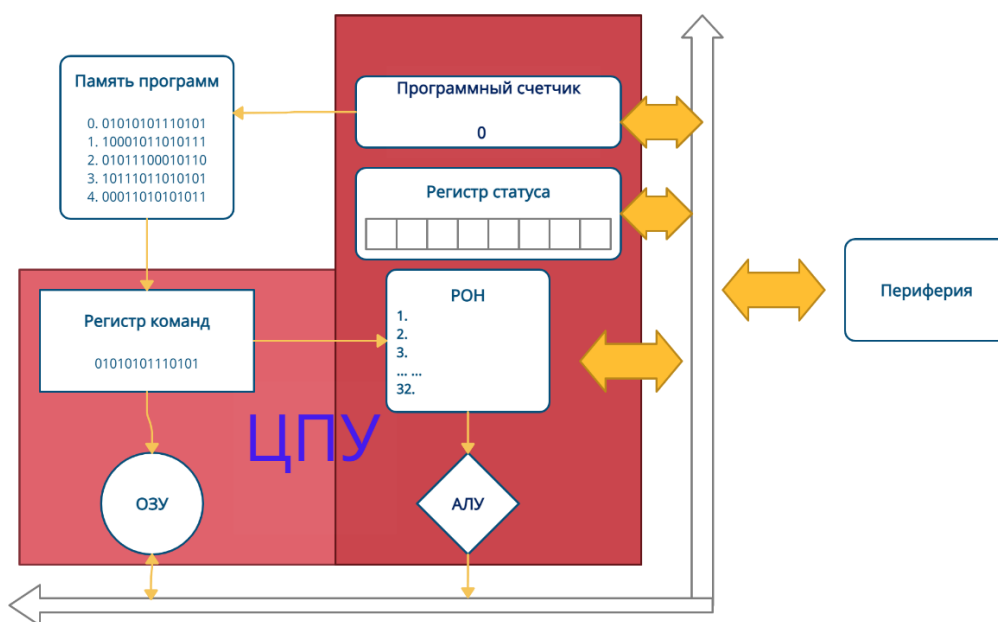 Память программ
0. 01010101110101
1. 10001011010111
2. 01011100010110
3. 10111011010101
4. 00011010101011
Программный счетчик
0
Регистр статуса
Регистр команд
01010101110101
РОН
1.
2.
3.
... ...
32.
Периферия
ЦПУ
ОЗУ
АЛУ